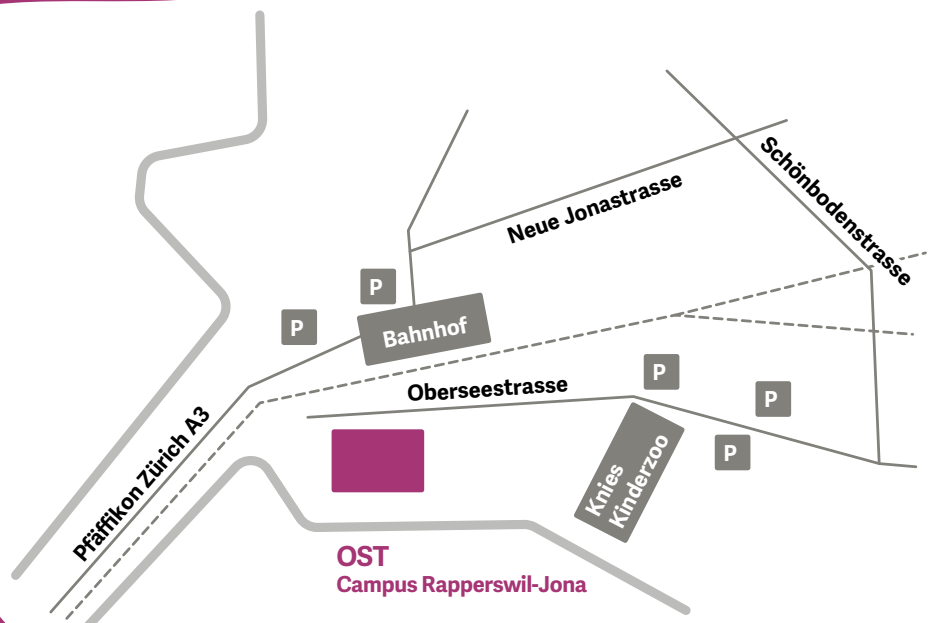 Schönbodenstrasse
Neue Jonastrasse
P
P
Bahnhof
Oberseestrasse
P
P
P
Pfäffikon Zürich A3
Knies
Kinderzoo
OST
Campus Rapperswil-Jona